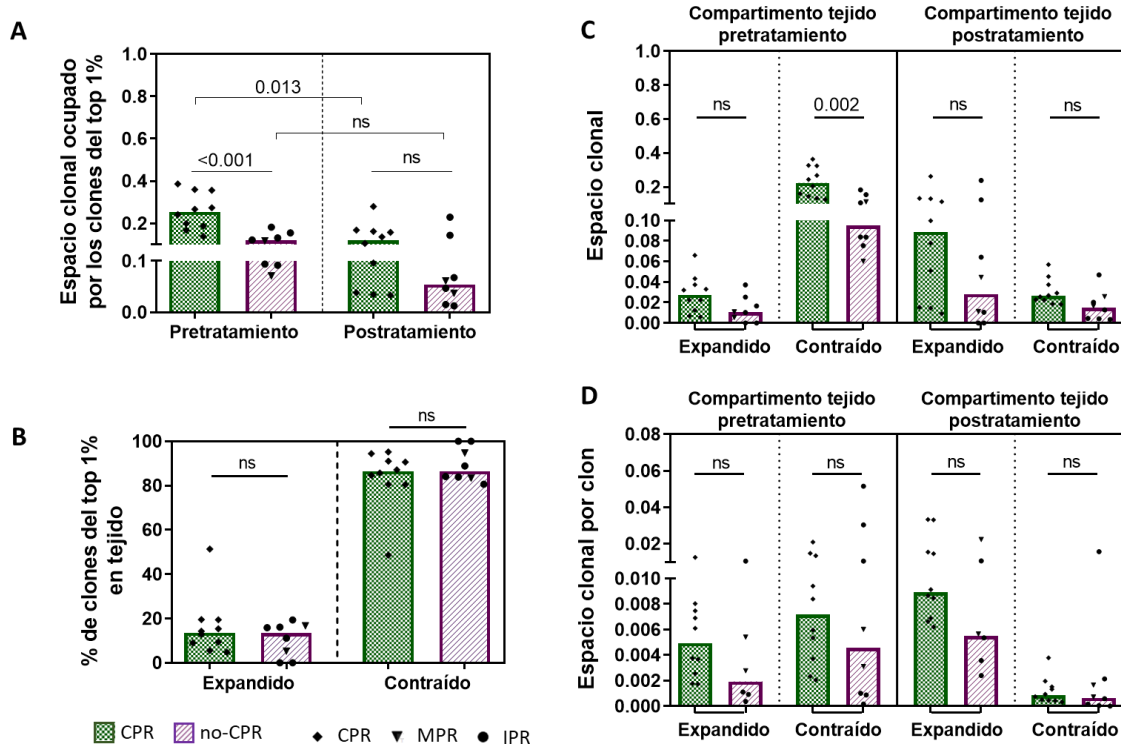 A
Espacio clonal ocupado
por los clones del top 1%
1.0
0.8
0.6
0.4
0.2
0.1
0.0
0.013
ns
<0.001
ns
Pretratamiento
Postratamiento
B
% de clones del top 1%
en tejido
100
80
60
40
20
0
ns
ns
Expandido
Contraído
C
Compartimento tejido
pretratamiento
Compartimento tejido
postratamiento
Espacio clonal
1.0
0.8
0.6
0.4
0.2
0.10
0.08
0.06
0.04
0.02
0.00
ns
0.002
ns
ns
Expandido
Contraído
Expandido
Contraído
D
Compartimento tejido
pretratamiento
Compartimento tejido
postratamiento
Espacio clonal por clon
0.08
0.06
0.04
0.02
0.010
0.008
0.006
0.004
0.002
0.000
ns
ns
ns
ns
Expandido
Contraído
Expandido
Contraído
CPR
no-CPR
CPR
MPR
IPR